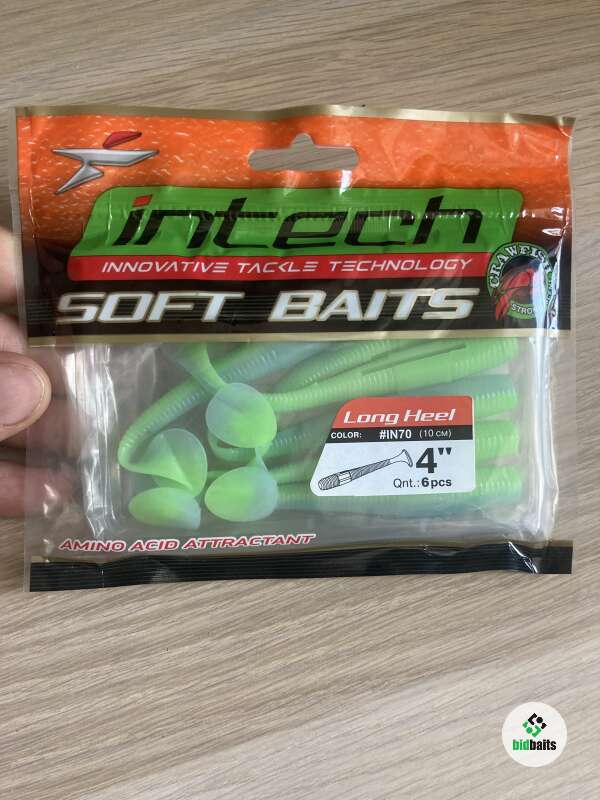 intech
INNOVATIVE TACKLE TECHNOLOGY
SOFT BAITS
CRAWFISH
Long Heel
COLOR: #IN70 (10 CM)
4"
Qnt.: 6 pcs
AMINO ACID ATTRACTANT
bidbaits